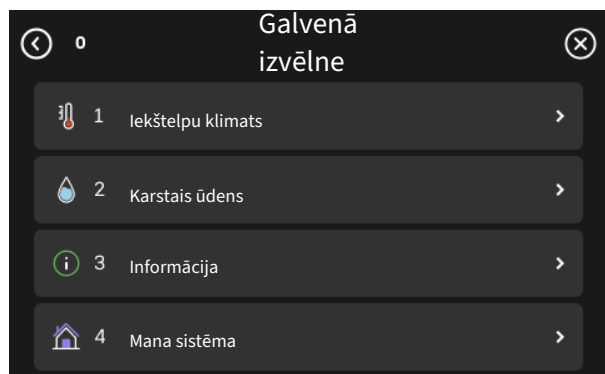 0
Galvenā
izvēlne
1 Iekštelpu klimats
2 Karstais ūdens
3 Informācija
4 Mana sistēma